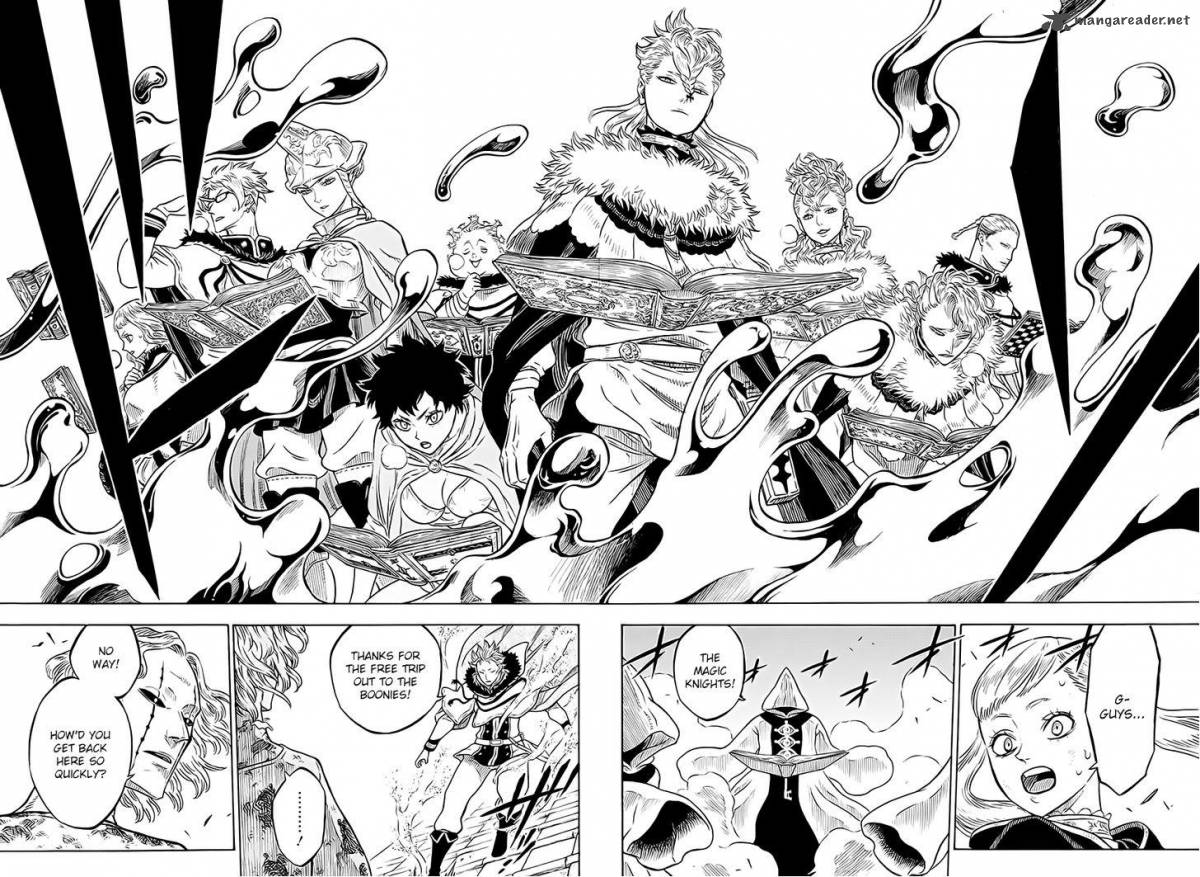 mangareader.net
G-
GUYS...
THE
MAGIC
KNIGHTS!
THANKS FOR
THE FREE TRIP
OUT TO THE
BOONIES!
.........
NO
WAY!
HOW'D YOU
GET BACK
HERE SO
QUICKLY?